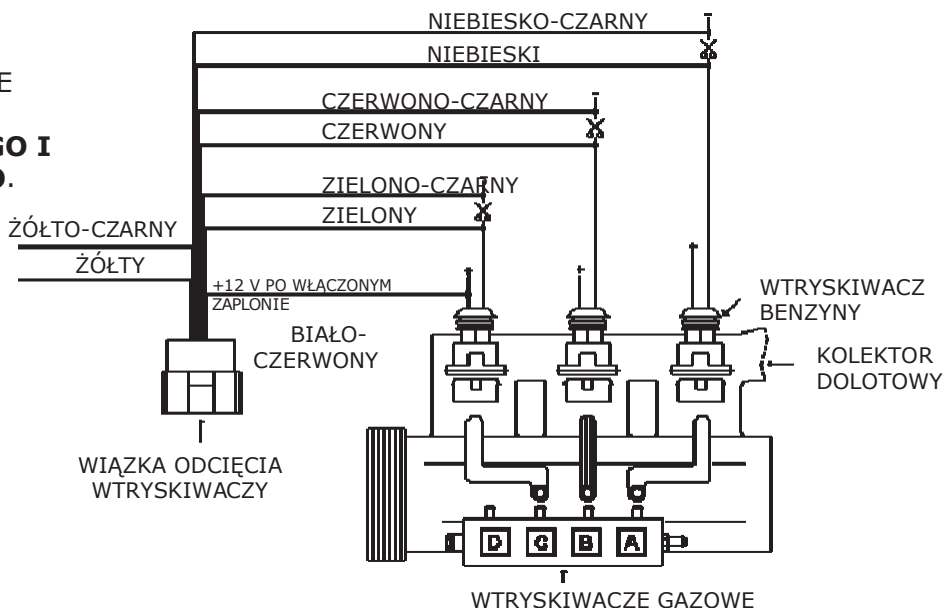 NIEBIESKO-CZARNY
NIEBIESKI
E
CZERWONO-CZARNY
CZERWONY
GO I
.
ZIELONO-CZARNY
ZIELONY
ŻÓŁTO-CZARNY
ŻÓŁTY
+12 V PO WŁĄCZONYM
ZAPLONIE
BIAŁO-
CZERWONY
WTRYSKIWACZ
BENZYNY
KOLEKTOR
DOLOTOWY
WIĄZKA ODCIĘCIA
WTRYSKIWACZY
D C B A
WTRYSKIWACZE GAZOWE